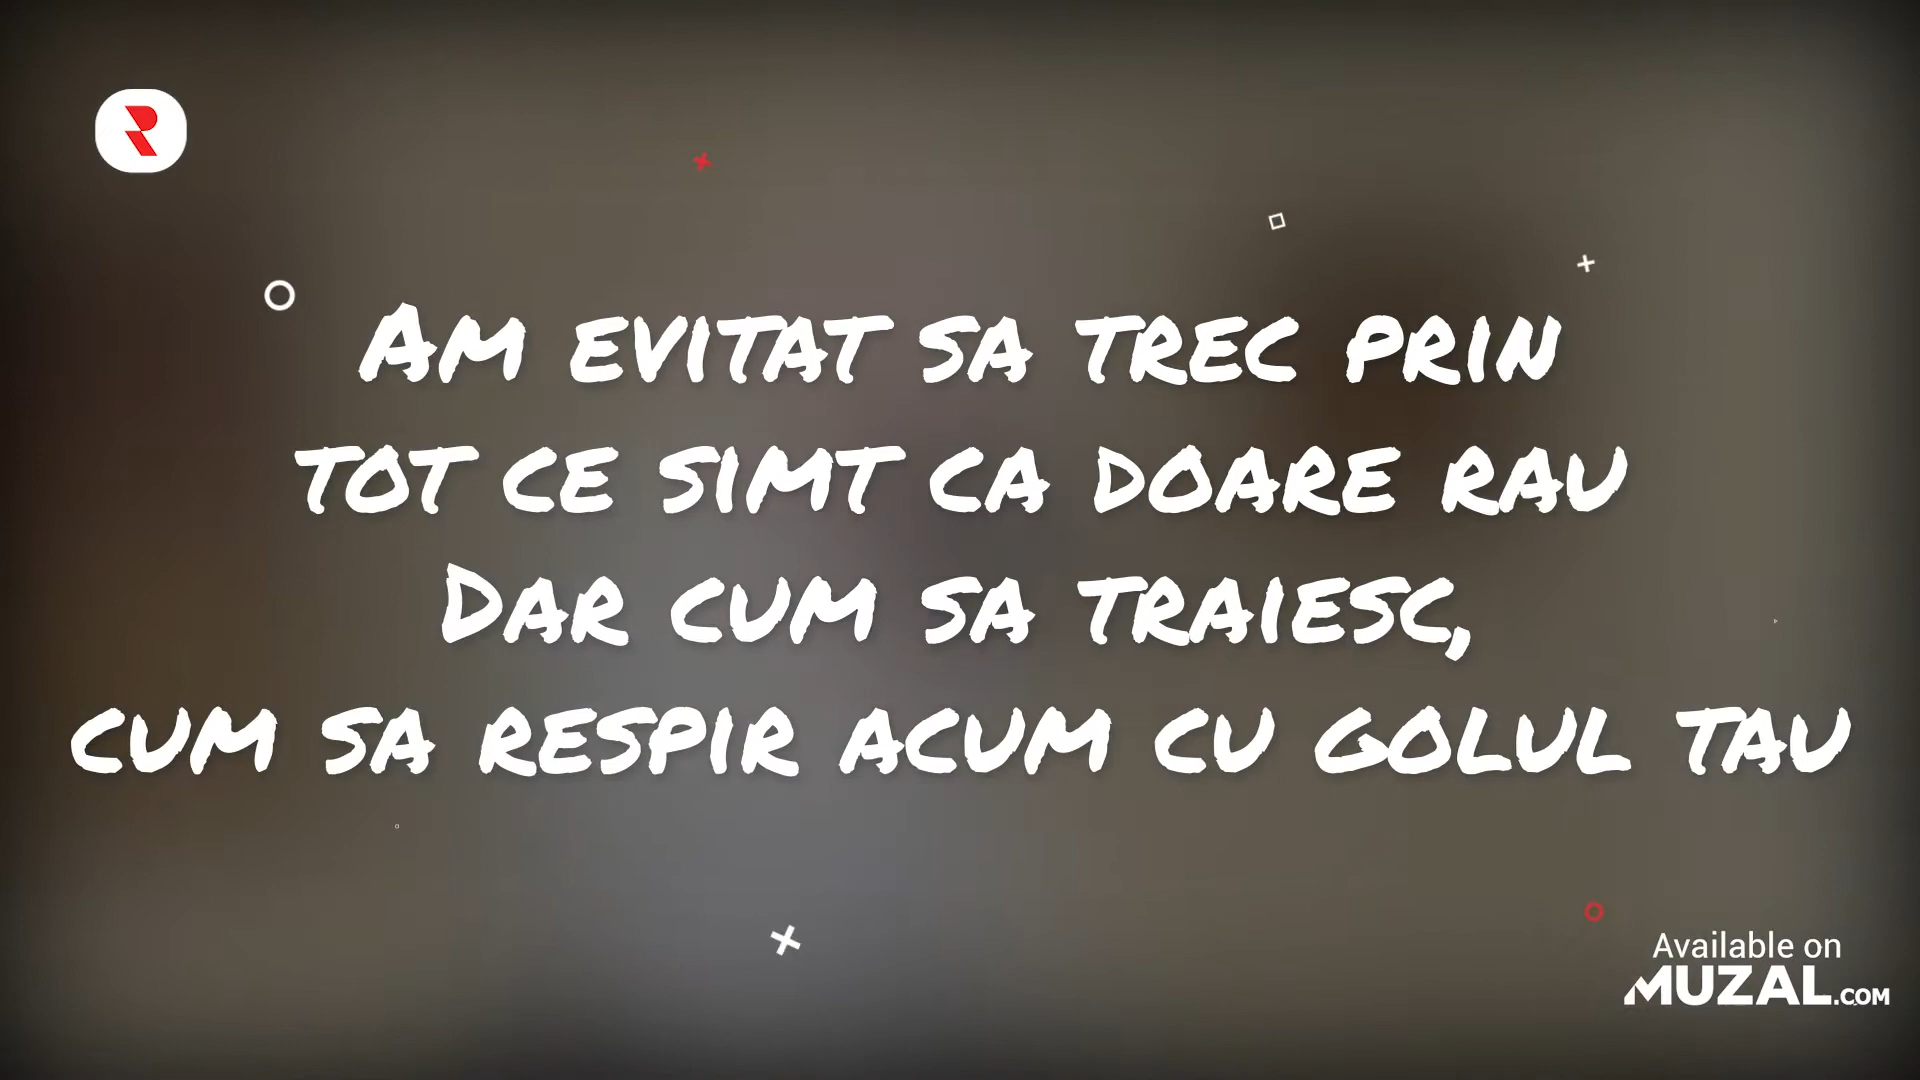 Am evitat sa trec prin
tot ce simt ca doare rau
Dar cum sa traiesc,
cum sa respir acum cu golul tau
Available on
MUZAL.COM